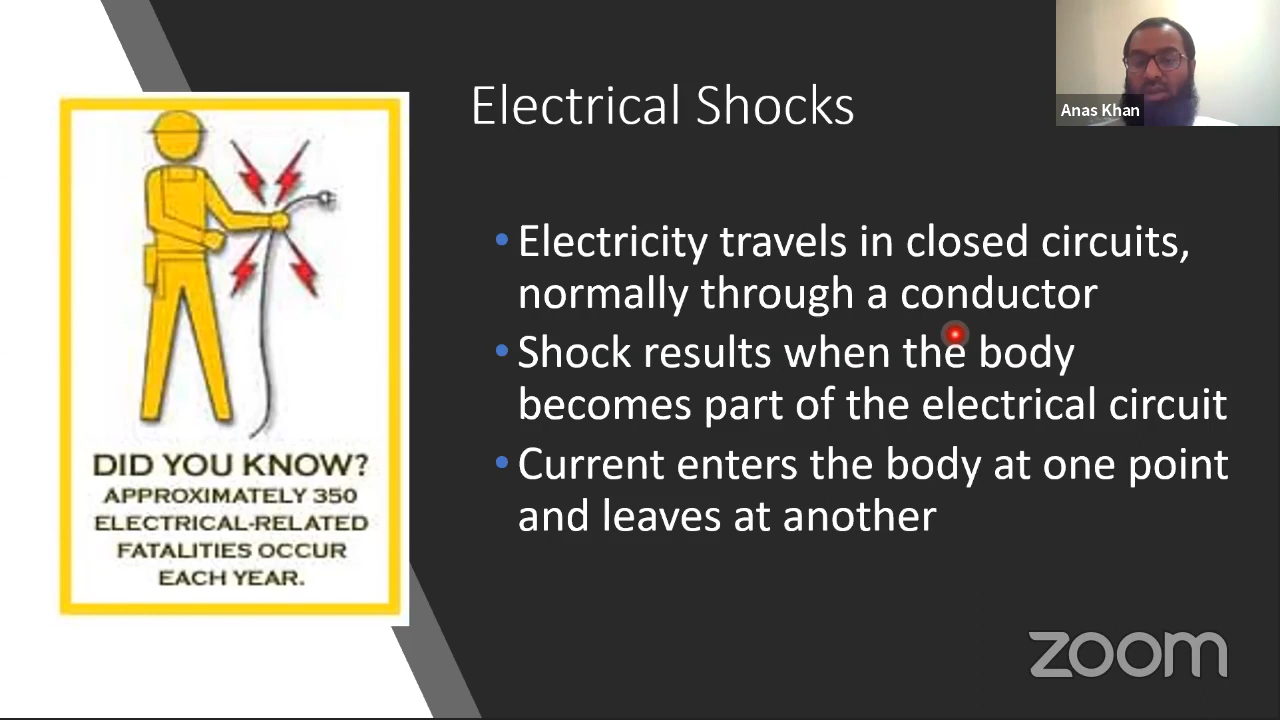 Electrical Shocks
Anas Khan
• Electricity travels in closed circuits,
normally through a conductor
• Shock results when the body
becomes part of the electrical circuit
• Current enters the body at one point
and leaves at another
DID YOU KNOW?
APPROXIMATELY 350
ELECTRICAL-RELATED
FATALITIES OCCUR
EACH YEAR.
zoom